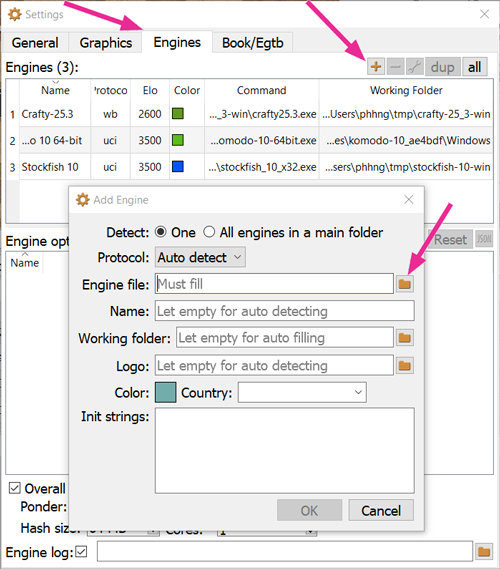 Settings
General Graphics Engines Book/Egtb
Engines (3): dup all
Name Elo Color Command Working Folder
1 Crafty-25.3 wb 2600 ..._3-win\crafty25.3.exe ...Users\phhng\tmp\crafty-25_3-win
2 ...o 10 64-bit uci 3500 ...omodo-10-64bit.exe ...es\komodo-10_ae4bdf\Windows
3 Stockfish 10 uci 3500 ...\stockfish_10_x32.exe ...sers\phhng\tmp\stockfish-10-win
Add Engine
Detect: One All engines in a main folder
Engine opt Reset JSON
Name
Protocol: Auto detect
Engine file: Must fill
Name: Let empty for auto detecting
Working folder: Let empty for auto filling
Logo: Let empty for auto detecting
Color: Country:
Init strings:
Overall
Ponder:
OK Cancel
Hash size: Cores: 1
Engine log: